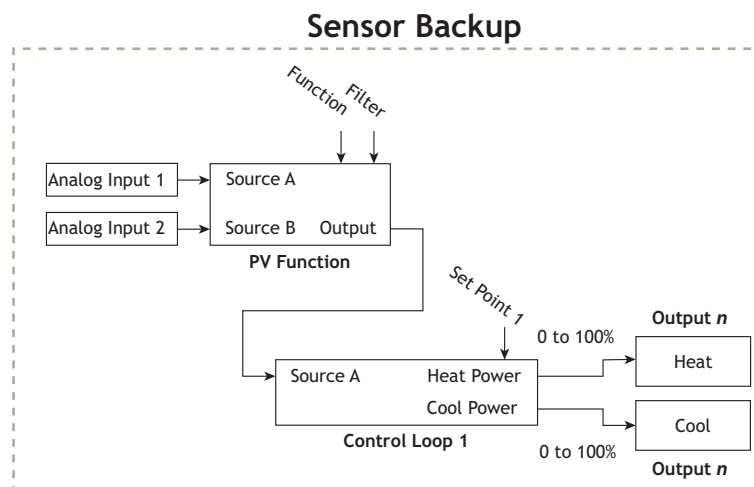 Sensor Backup
Function
Filter
Analog Input 1
Source A
Analog Input 2
Source B
Output
PV Function
Set Point 1
0 to 100%
Output n
Source A
Heat Power
Heat
Cool Power
Cool
Control Loop 1
0 to 100%
Output n